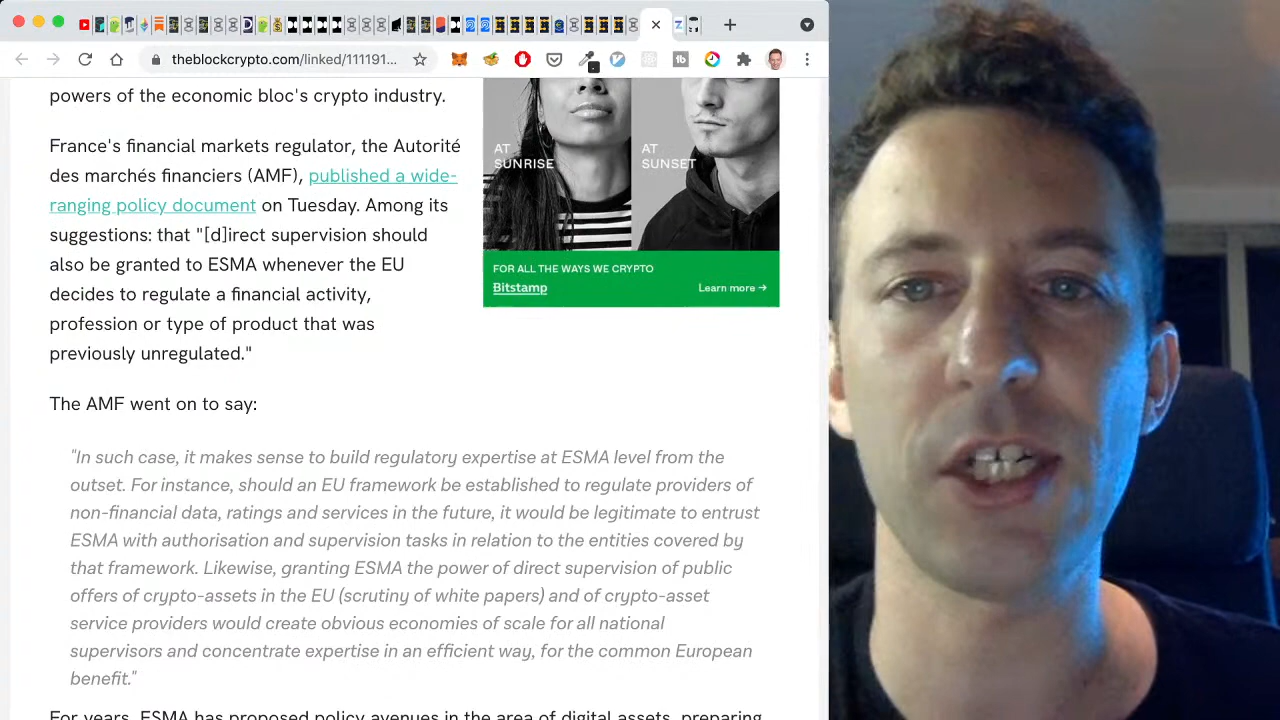 theblockcrypto.com/linked/111191...
powers of the economic bloc's crypto industry.
AT
SUNRISE
AT
SUNSET
FOR ALL THE WAYS WE CRYPTO
Bitstamp
Learn more →
France's financial markets regulator, the Autorité
des marchés financiers (AMF), published a wide-
ranging policy document on Tuesday. Among its
suggestions: that "[d]irect supervision should
also be granted to ESMA whenever the EU
decides to regulate a financial activity,
profession or type of product that was
previously unregulated."
The AMF went on to say:
"In such case, it makes sense to build regulatory expertise at ESMA level from the
outset. For instance, should an EU framework be established to regulate providers of
non-financial data, ratings and services in the future, it would be legitimate to entrust
ESMA with authorisation and supervision tasks in relation to the entities covered by
that framework. Likewise, granting ESMA the power of direct supervision of public
offers of crypto-assets in the EU (scrutiny of white papers) and of crypto-asset
service providers would create obvious economies of scale for all national
supervisors and concentrate expertise in an efficient way, for the common European
benefit."
For years, ESMA has proposed policy avenues in the area of digital assets, preparing